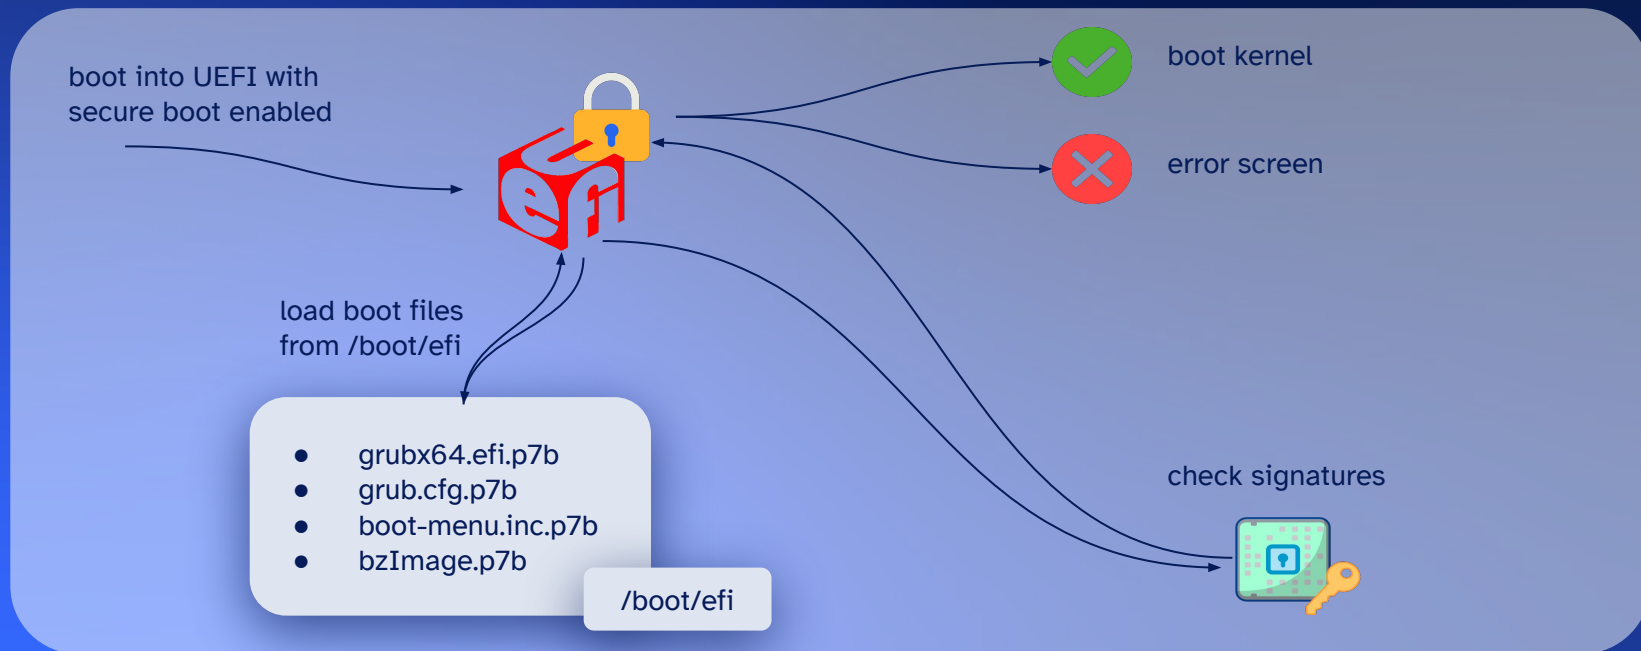 boot into UEFI with
secure boot enabled
boot kernel
error screen
load boot files
from /boot/efi
● grubx64.efi.p7b
● grub.cfg.p7b
● boot-menu.inc.p7b
● bzImage.p7b
/boot/efi
check signatures
efi